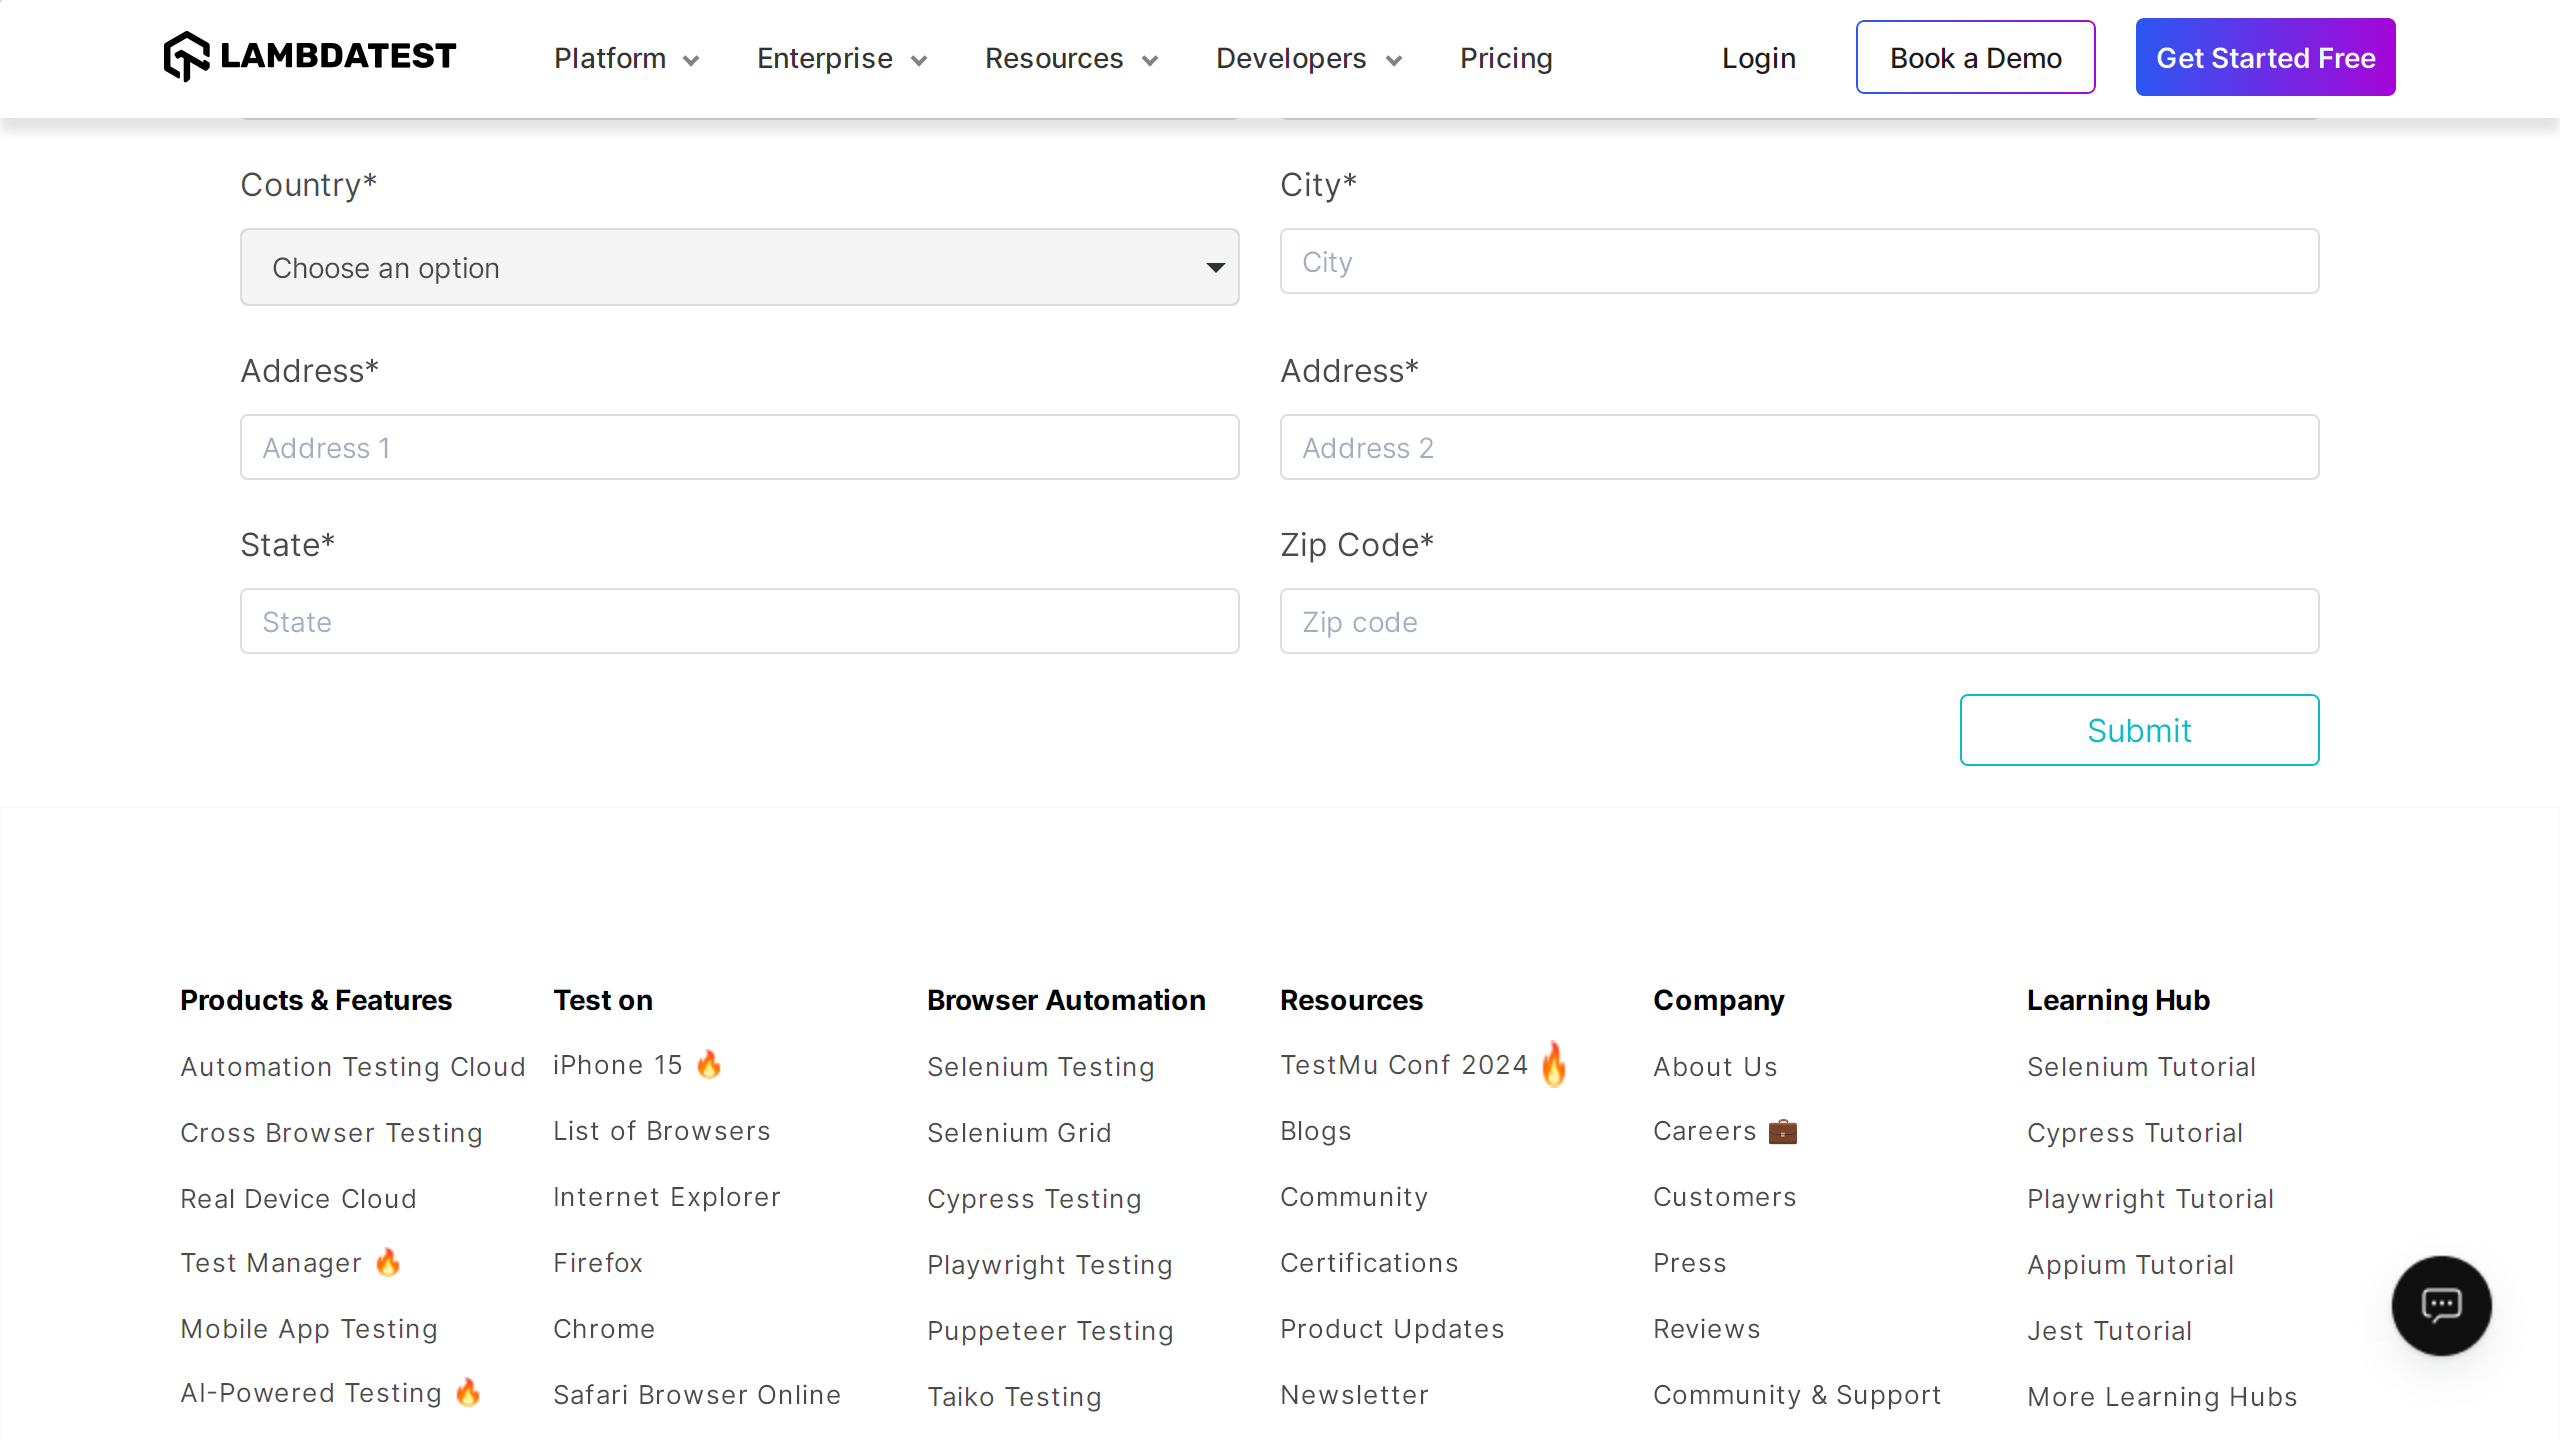 LAMBDATEST Platform Enterprise Resources Developers Pricing Login Book a Demo Get Started Free
Country* City*
Choose an option City
Address* Address*
Address 1 Address 2
State* Zip Code*
State Zip code
Submit
Products & Features
Automation Testing Cloud
Cross Browser Testing
Real Device Cloud
Test Manager 🔥
Mobile App Testing
AI-Powered Testing 🔥
Test on
iPhone 15 🔥
List of Browsers
Internet Explorer
Firefox
Chrome
Safari Browser Online
Browser Automation
Selenium Testing
Selenium Grid
Cypress Testing
Playwright Testing
Puppeteer Testing
Taiko Testing
Resources
TestMu Conf 2024 🔥
Blogs
Community
Certifications
Product Updates
Newsletter
Company
About Us
Careers 💼
Customers
Press
Reviews
Community & Support
Learning Hub
Selenium Tutorial
Cypress Tutorial
Playwright Tutorial
Appium Tutorial
Jest Tutorial
More Learning Hubs